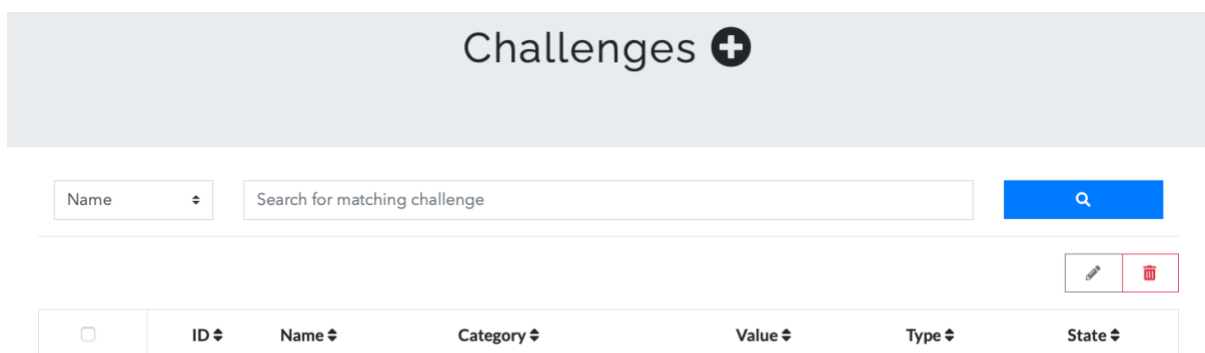 Challenges
Name
Search for matching challenge
ID Name Category Value Type State